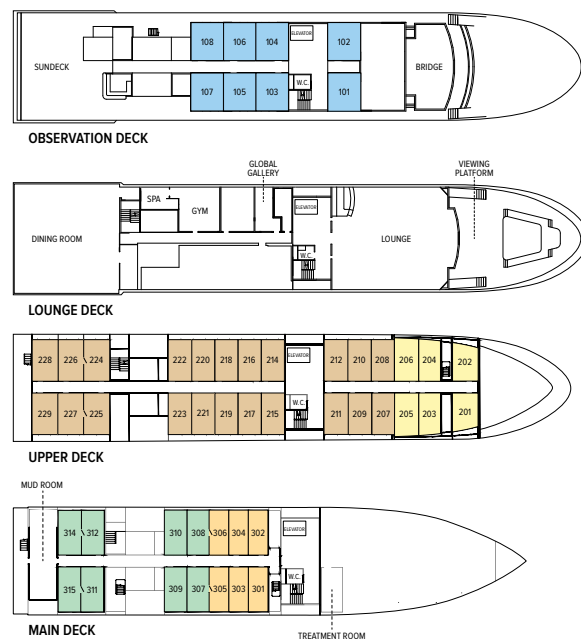 108 106 104 ELEVATOR 102
SUNDECK BRIDGE
W.C.
107 105 103 101
OBSERVATION DECK
GLOBAL
GALLERY
VIEWING
PLATFORM
SPA
GYM
ELEVATOR
DINING ROOM LOUNGE
W.C.
LOUNGE DECK
228 226 224 222 220 218 216 214 ELEVATOR 212 210 208 206 204 202
W.C.
229 227 225 223 221 219 217 215 211 209 207 205 203 201
UPPER DECK
MUD ROOM
314 312 310 308 306 304 302 ELEVATOR
W.C.
315 311 309 307 305 303 301
MAIN DECK
TREATMENT ROOM